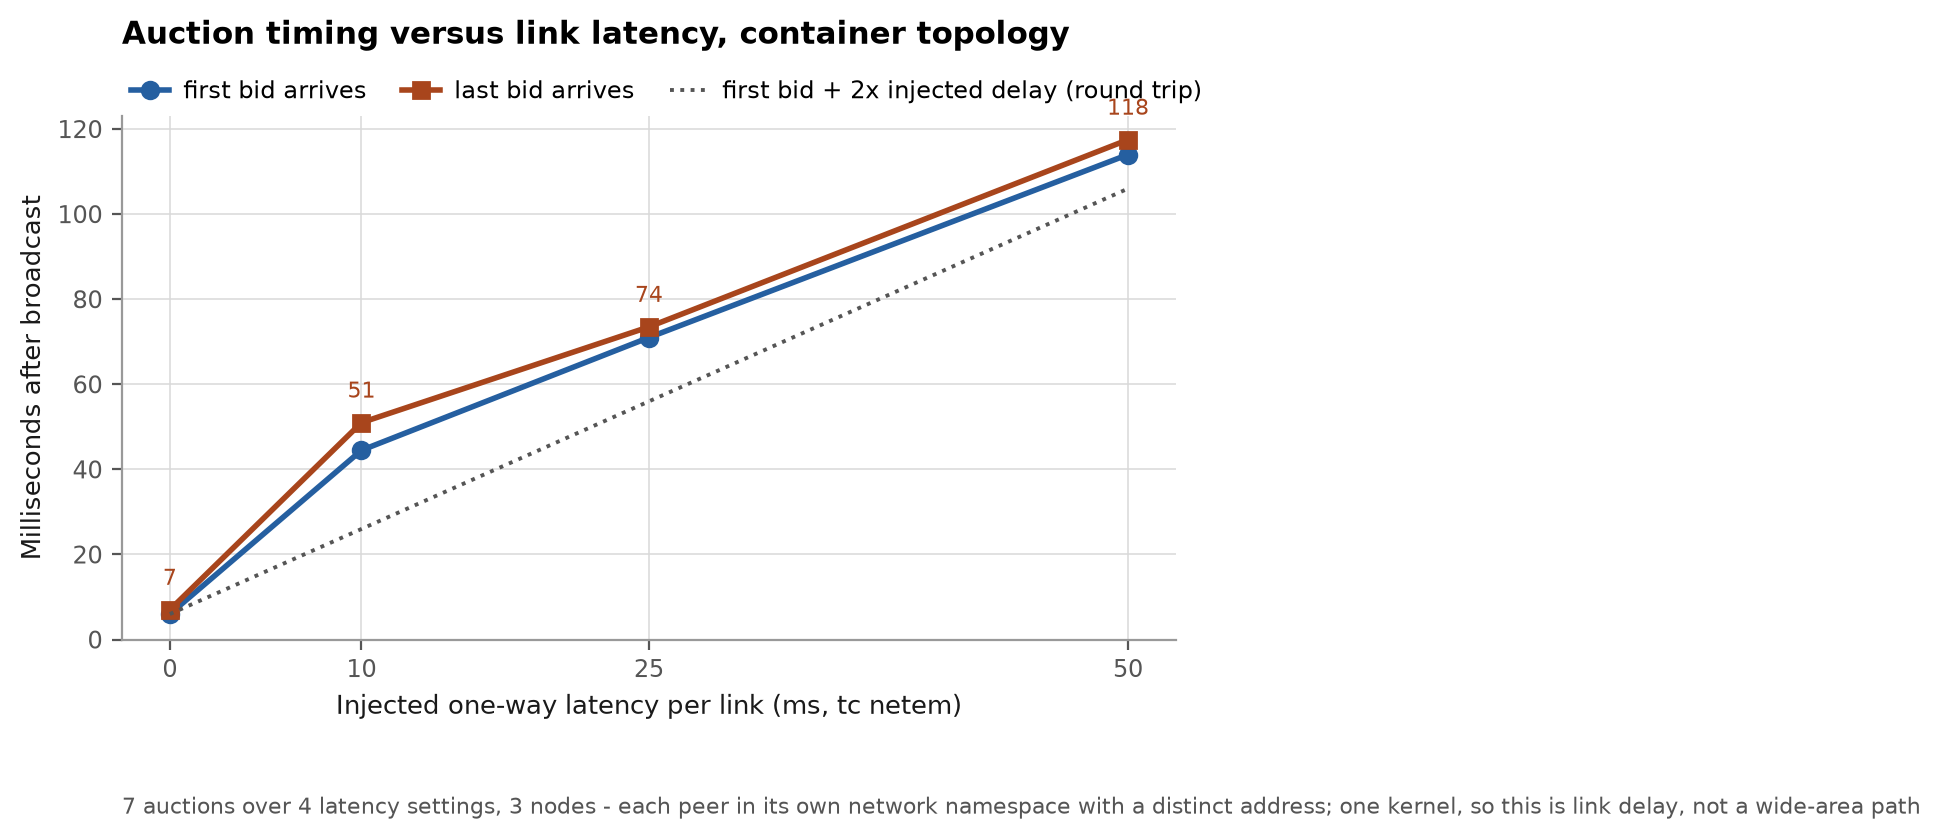 Auction timing versus link latency, container topology
first bid arrives
last bid arrives
first bid + 2x injected delay (round trip)
118
120
100
80
74
60
51
40
20
7
0
Milliseconds after broadcast
0
10
25
50
Injected one-way latency per link (ms, tc netem)
7 auctions over 4 latency settings, 3 nodes - each peer in its own network namespace with a distinct address; one kernel, so this is link delay, not a wide-area path